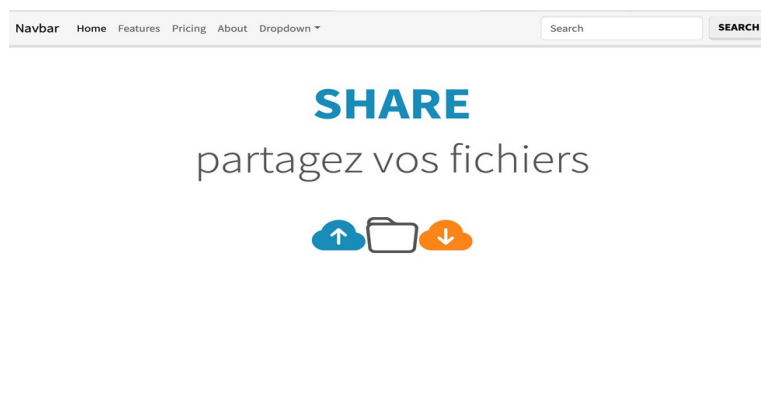 Navbar Home Features Pricing About Dropdown Search SEARCH
SHARE
partagez vos fichiers